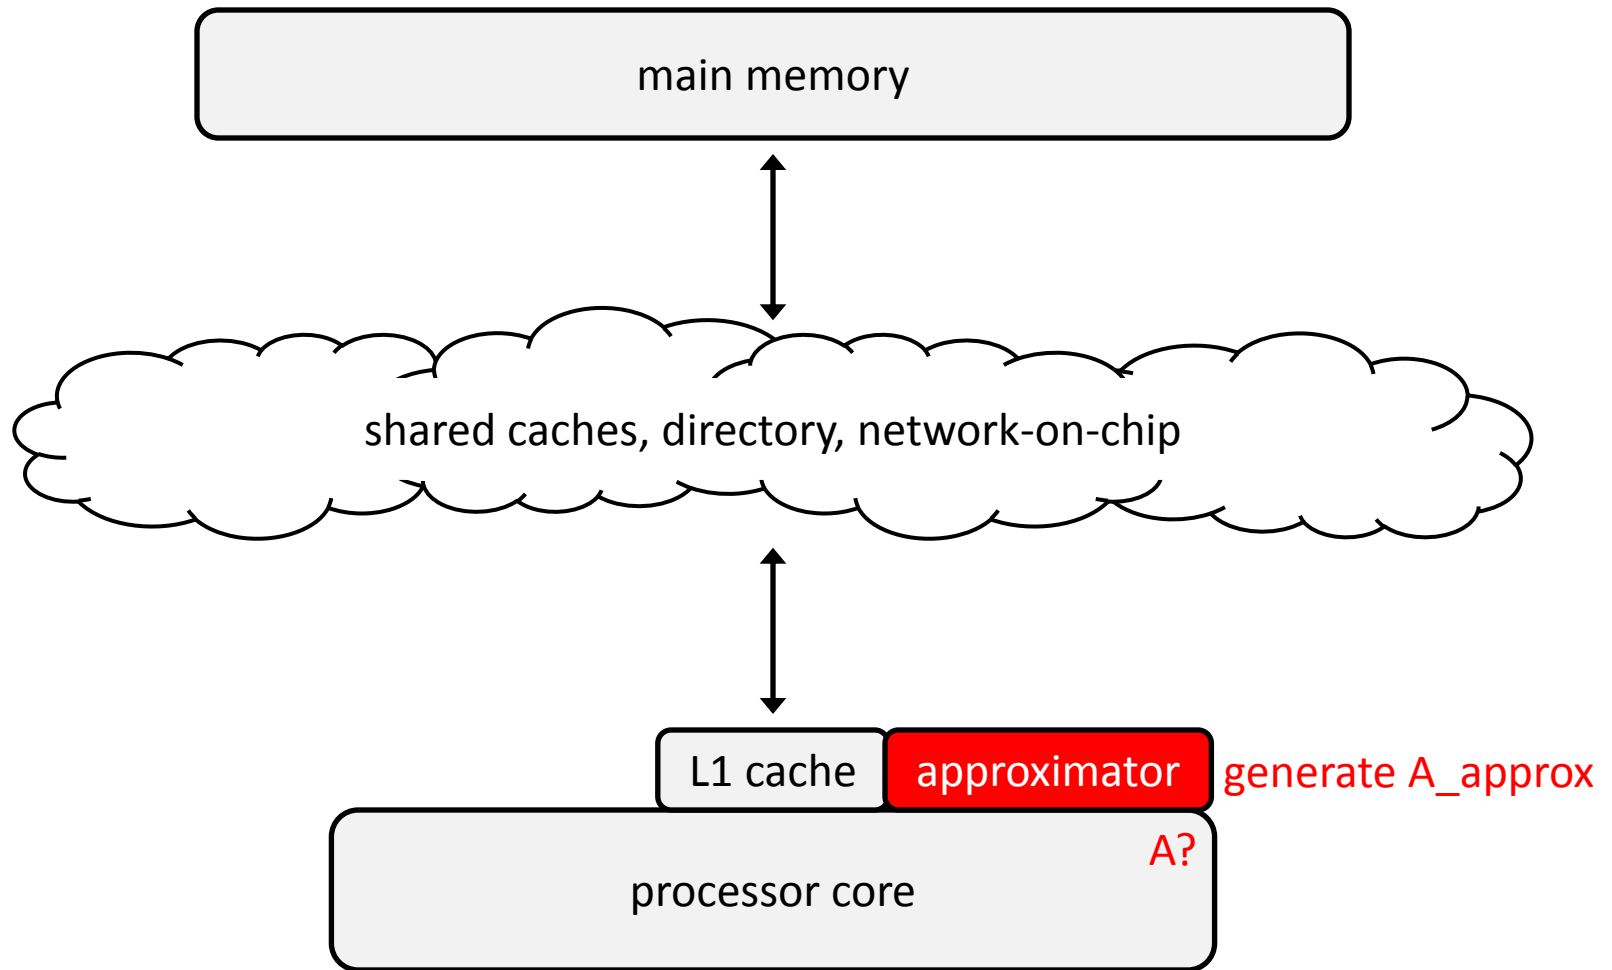 main memory
shared caches, directory, network-on-chip
L1 cache
approximator
generate A_approx
A?
processor core